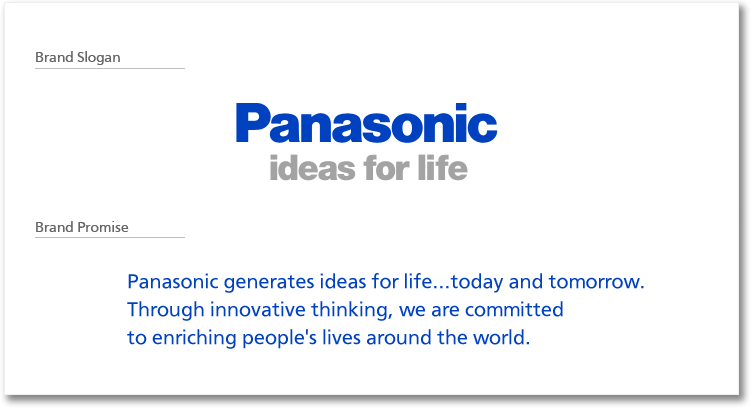 Brand Slogan
Panasonic
ideas for life
Brand Promise
Panasonic generates ideas for life...today and tomorrow.
Through innovative thinking, we are committed
to enriching people's lives around the world.